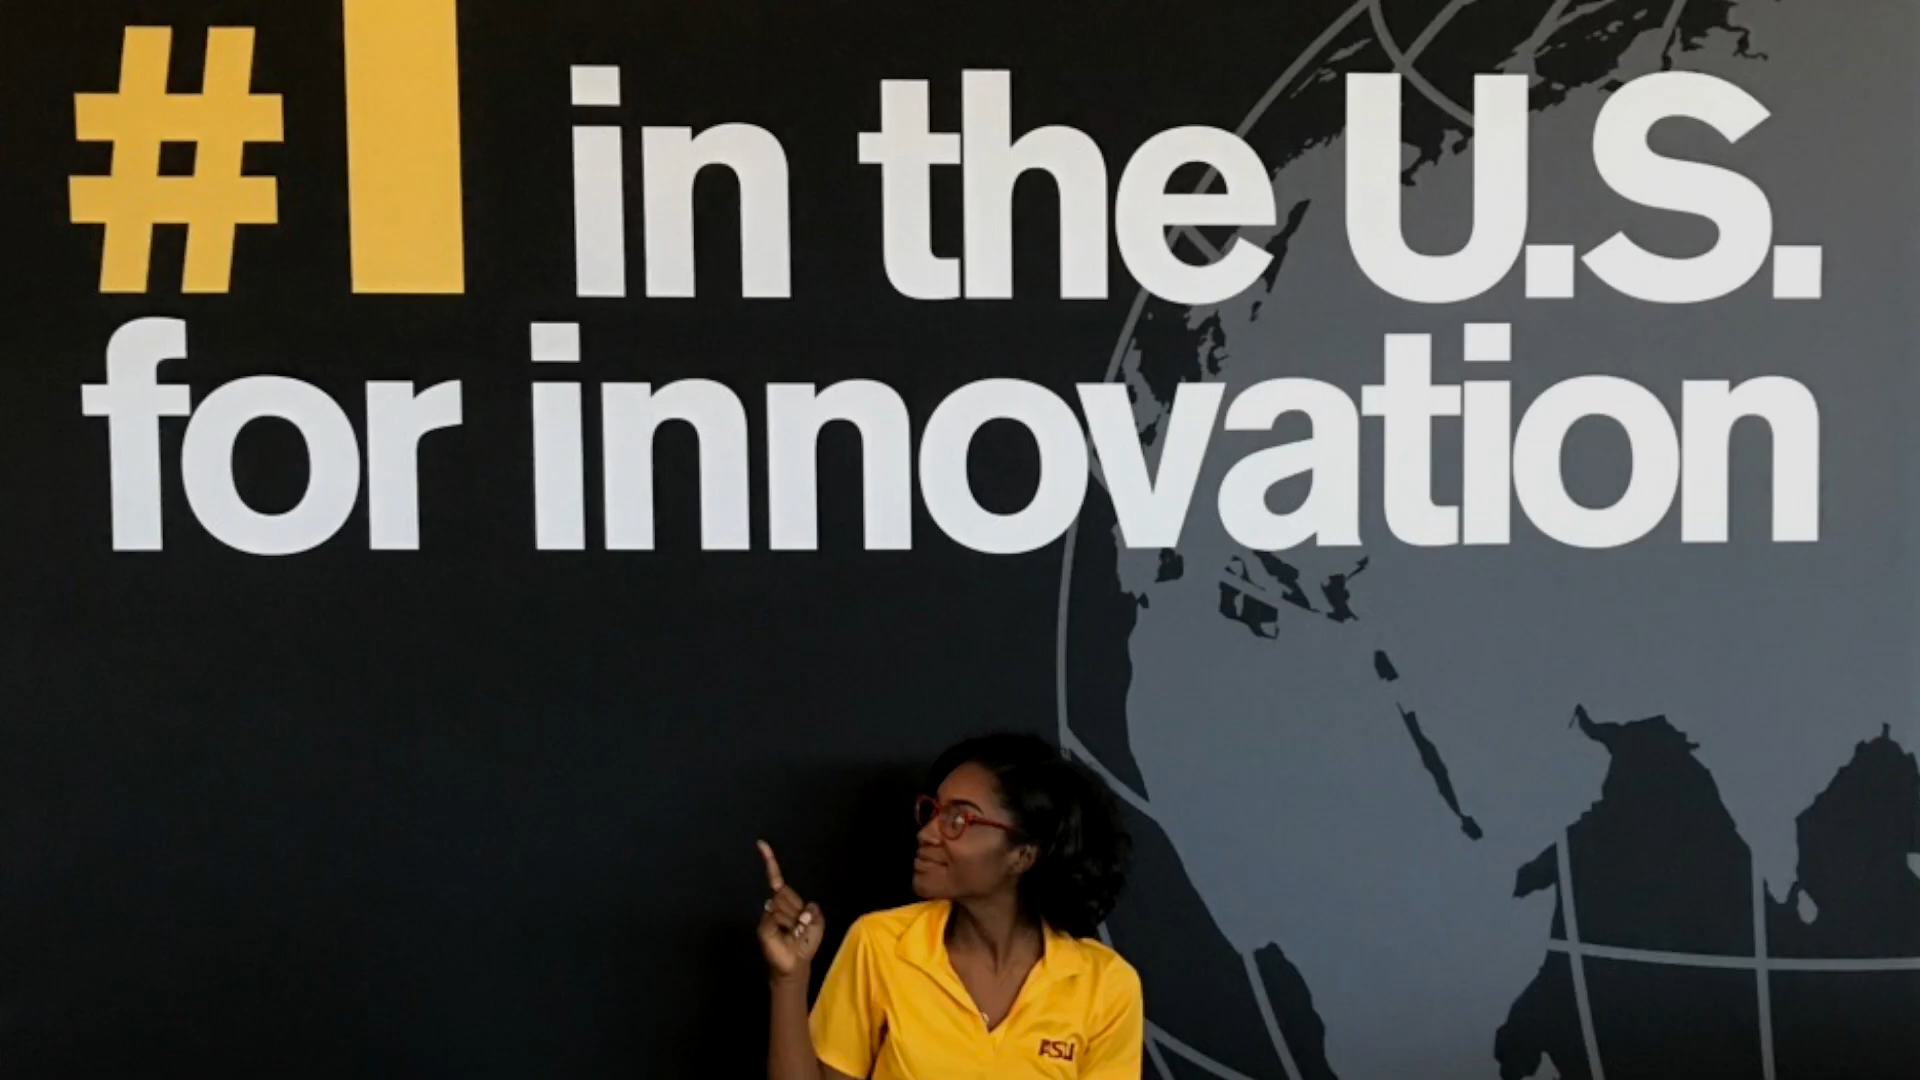 #1 in the U.S.
for innovation
ASU